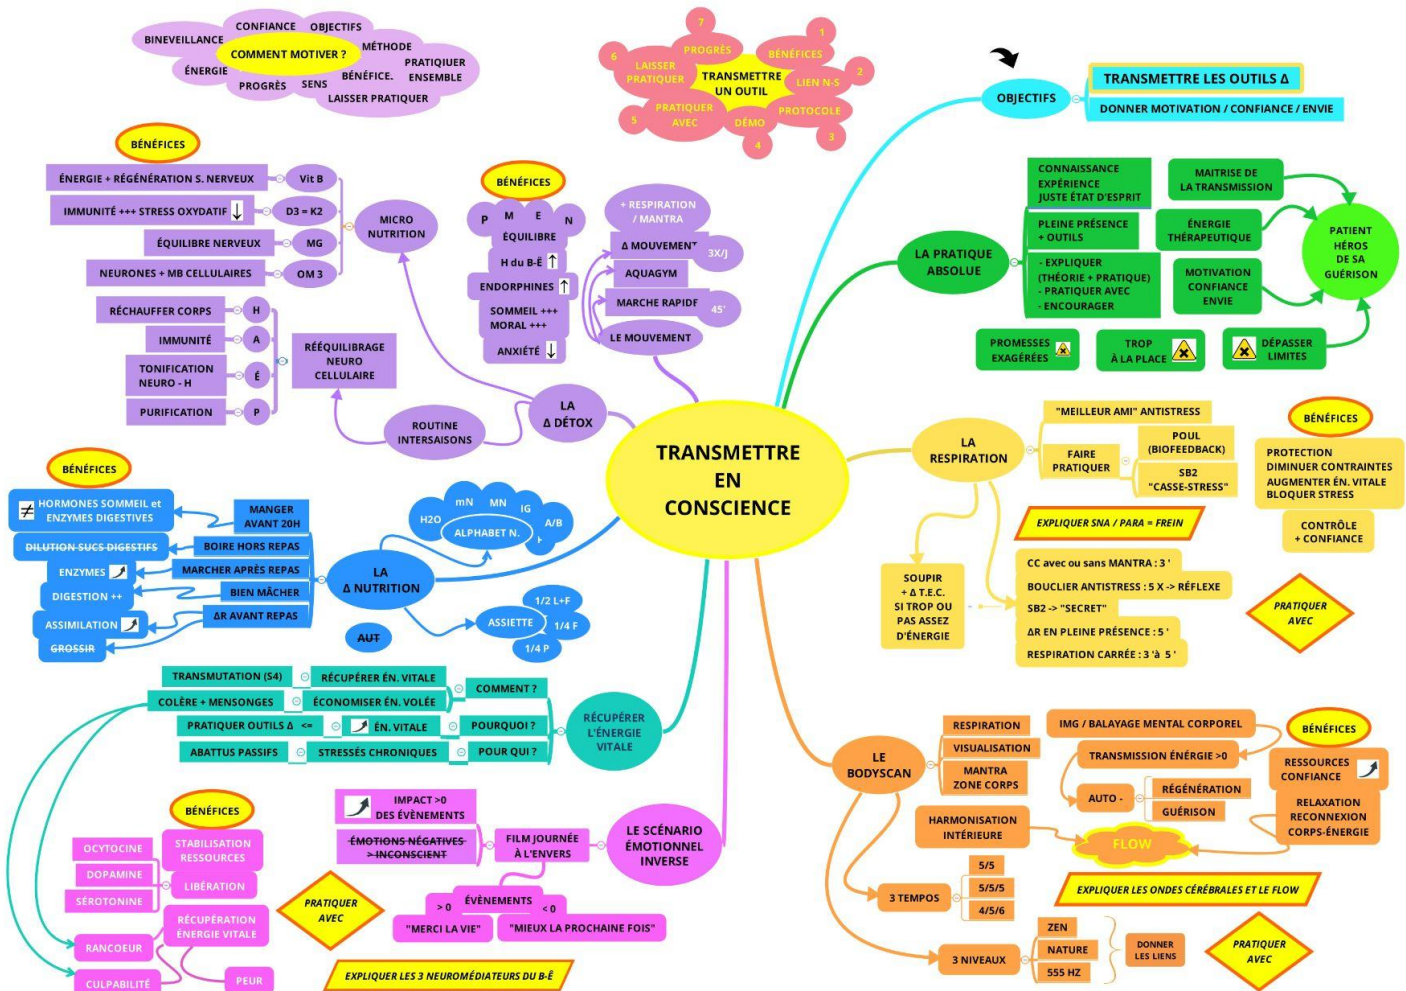 BINEVEILLANCE
CONFIANCE
OBJECTIFS
COMMENT MOTIVER ?
MÉTHODE
ÉNERGIE
PRATIQIUER
ENSEMBLE
BÉNÉFICE.
PROGRÈS
SENS
LAISSER PRATIQUER
7
PROGRÈS
1
BÉNÉFICES
6
LAISSER
PRATIQUER
TRANSMETTRE
UN OUTIL
2
LIEN N-S
5
PRATIQUER
AVEC
DÉMO
4
PROTOCOLE
3
OBJECTIFS
TRANSMETTRE LES OUTILS Δ
DONNER MOTIVATION / CONFIANCE / ENVIE
BÉNÉFICES
ÉNERGIE + RÉGÉNÉRATION S. NERVEUX
Vit B
IMMUNITÉ +++ STRESS OXYDATIF ↓
D3 = K2
ÉQUILIBRE NERVEUX
MG
NEURONES + MB CELLULAIRES
OM 3
MICRO
NUTRITION
RÉCHAUFFER CORPS
H
IMMUNITÉ
A
TONIFICATION
NEURO - H
É
PURIFICATION
P
RÉÉQUILIBRAGE
NEURO
CELLULAIRE
ROUTINE
INTERSAISONS
LA
Δ DÉTOX
BÉNÉFICES
P M E N
ÉQUILIBRE
H du B-Ë ↑
ENDORPHINES ↑
SOMMEIL +++
MORAL +++
ANXIÉTÉ ↓
+ RESPIRATION
/ MANTRA
Δ MOUVEMENT
3X/J
AQUAGYM
MARCHE RAPIDE
45'
LE MOUVEMENT
LA PRATIQUE
ABSOLUE
CONNAISSANCE
EXPÉRIENCE
JUSTE ÉTAT D'ESPRIT
PLEINE PRÉSENCE
+ OUTILS
- EXPLIQUER
(THÉORIE + PRATIQUE)
- PRATIQUER AVEC
- ENCOURAGER
MAITRISE DE
LA TRANSMISSION
ÉNERGIE
THÉRAPEUTIQUE
MOTIVATION
CONFIANCE
ENVIE
PATIENT
HÉROS
DE SA
GUÉRISON
PROMESSES
EXAGÉRÉES
TROP
À LA PLACE
DÉPASSER
LIMITES
TRANSMETTRE
EN
CONSCIENCE
LA
RESPIRATION
"MEILLEUR AMI" ANTISTRESS
FAIRE
PRATIQUER
POUL
(BIOFEEDBACK)
SB2
"CASSE-STRESS"
EXPLIQUER SNA / PARA = FREIN
BÉNÉFICES
PROTECTION
DIMINUER CONTRAINTES
AUGMENTER ÉN. VITALE
BLOQUER STRESS
CONTRÔLE
+ CONFIANCE
SOUPIR
+ Δ T.E.C.
SI TROP OU
PAS ASSEZ
D'ÉNERGIE
CC avec ou sans MANTRA : 3 '
BOUCLIER ANTISTRESS : 5 X -> RÉFLEXE
SB2 -> "SECRET"
ΔR EN PLEINE PRÉSENCE : 5 '
RESPIRATION CARRÉE : 3 'à 5 '
PRATIQUER
AVEC
BÉNÉFICES
≠ HORMONES SOMMEIL et
ENZYMES DIGESTIVES
MANGER
AVANT 20H
DILUTION SUCS DIGESTIFS
BOIRE HORS REPAS
ENZYMES
MARCHER APRÈS REPAS
DIGESTION ++
BIEN MÂCHER
ASSIMILATION
ΔR AVANT REPAS
GROSSIR
LA
Δ NUTRITION
H2O
mN
MN
IG
A/B
ALPHABET N.
ASSIETTE
1/2 L+F
1/4 F
1/4 P
AUT
TRANSMUTATION (S4)
RÉCUPÉRER ÉN. VITALE
COLÈRE + MENSONGES
ÉCONOMISER ÉN. VOLÉE
COMMENT ?
PRATIQUER OUTILS Δ <=
ÉN. VITALE
POURQUOI ?
ABATTUS PASSIFS
STRESSÉS CHRONIQUES
POUR QUI ?
RÉCUPÉRER
L'ÉNERGIE
VITALE
BÉNÉFICES
OCYTOCINE
DOPAMINE
SÉROTONINE
STABILISATION
RESSOURCES
LIBÉRATION
RÉCUPÉRATION
ÉNERGIE VITALE
RANCOEUR
CULPABILITÉ
PEUR
IMPACT >0
DES ÉVÈNEMENTS
ÉMOTIONS NÉGATIVES
> INCONSCIENT
FILM JOURNÉE
À L'ENVERS
LE SCÉNARIO
ÉMOTIONNEL
INVERSE
PRATIQUER
AVEC
ÉVÈNEMENTS
> 0
< 0
"MERCI LA VIE"
"MIEUX LA PROCHAINE FOIS"
EXPLIQUER LES 3 NEUROMÉDIATEURS DU B-Ë
LE
BODYSCAN
RESPIRATION
VISUALISATION
MANTRA
ZONE CORPS
IMG / BALAYAGE MENTAL CORPOREL
TRANSMISSION ÉNÉRGIE >0
AUTO -
RÉGÉNÉRATION
GUÉRISON
BÉNÉFICES
RESSOURCES
CONFIANCE
RELAXATION
RECONNEXION
CORPS-ÉNERGIE
HARMONISATION
INTÉRIEURE
FLOW
3 TEMPOS
5/5
5/5/5
4/5/6
EXPLIQUER LES ONDES CÉRÉBRALES ET LE FLOW
3 NIVEAUX
ZEN
NATURE
555 HZ
DONNER
LES LIENS
PRATIQUER
AVEC